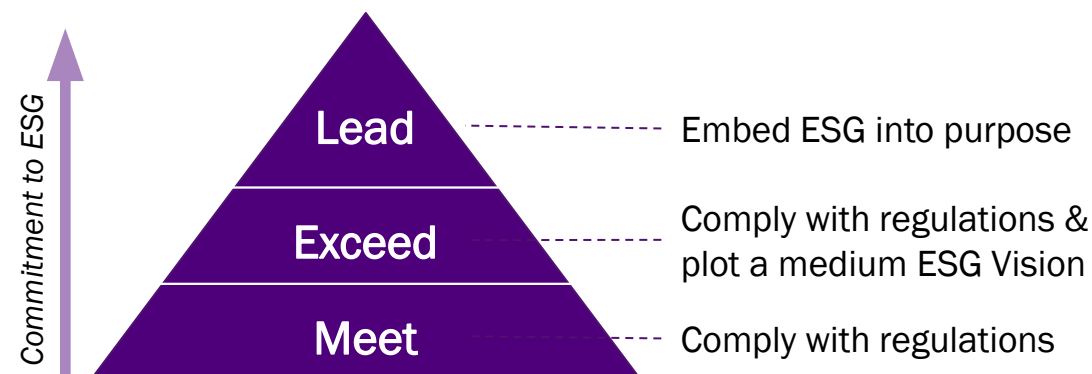 Commitment to ESG
Lead
Embed ESG into purpose
Exceed
Comply with regulations &
plot a medium ESG Vision
Meet
Comply with regulations